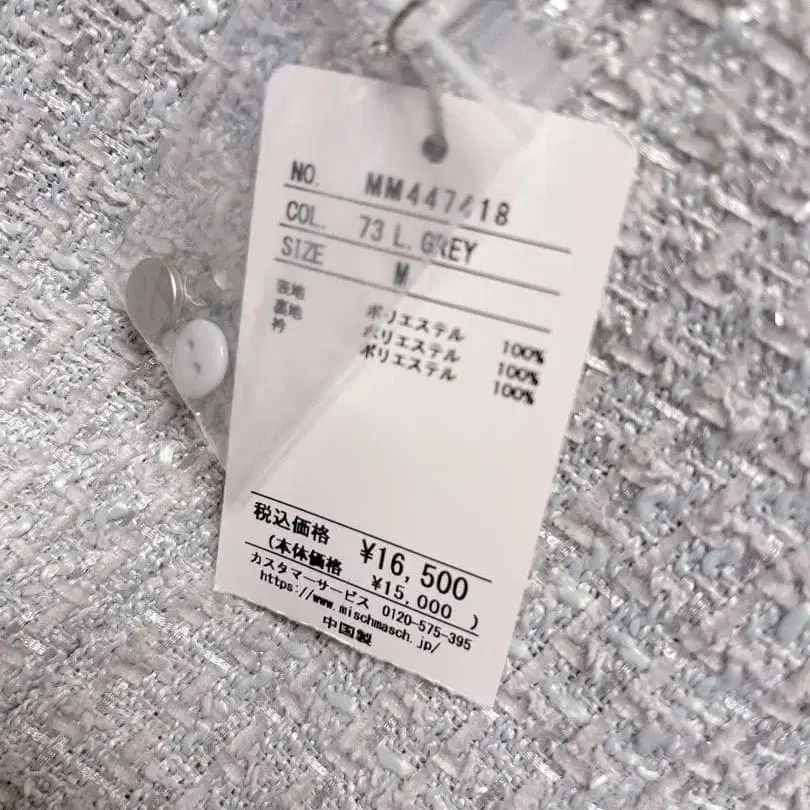 NO. MM447418
COL. 73 L. GREY
SIZE M
表地 ポリエステル 100%
裏地 ポリエステル 100%
衿 ポリエステル 100%
税込価格 ¥16,500
(本体価格 ¥15,000 )
カスタマーサービス 0120-575-395
https://www.mischmasch.jp/
中国製